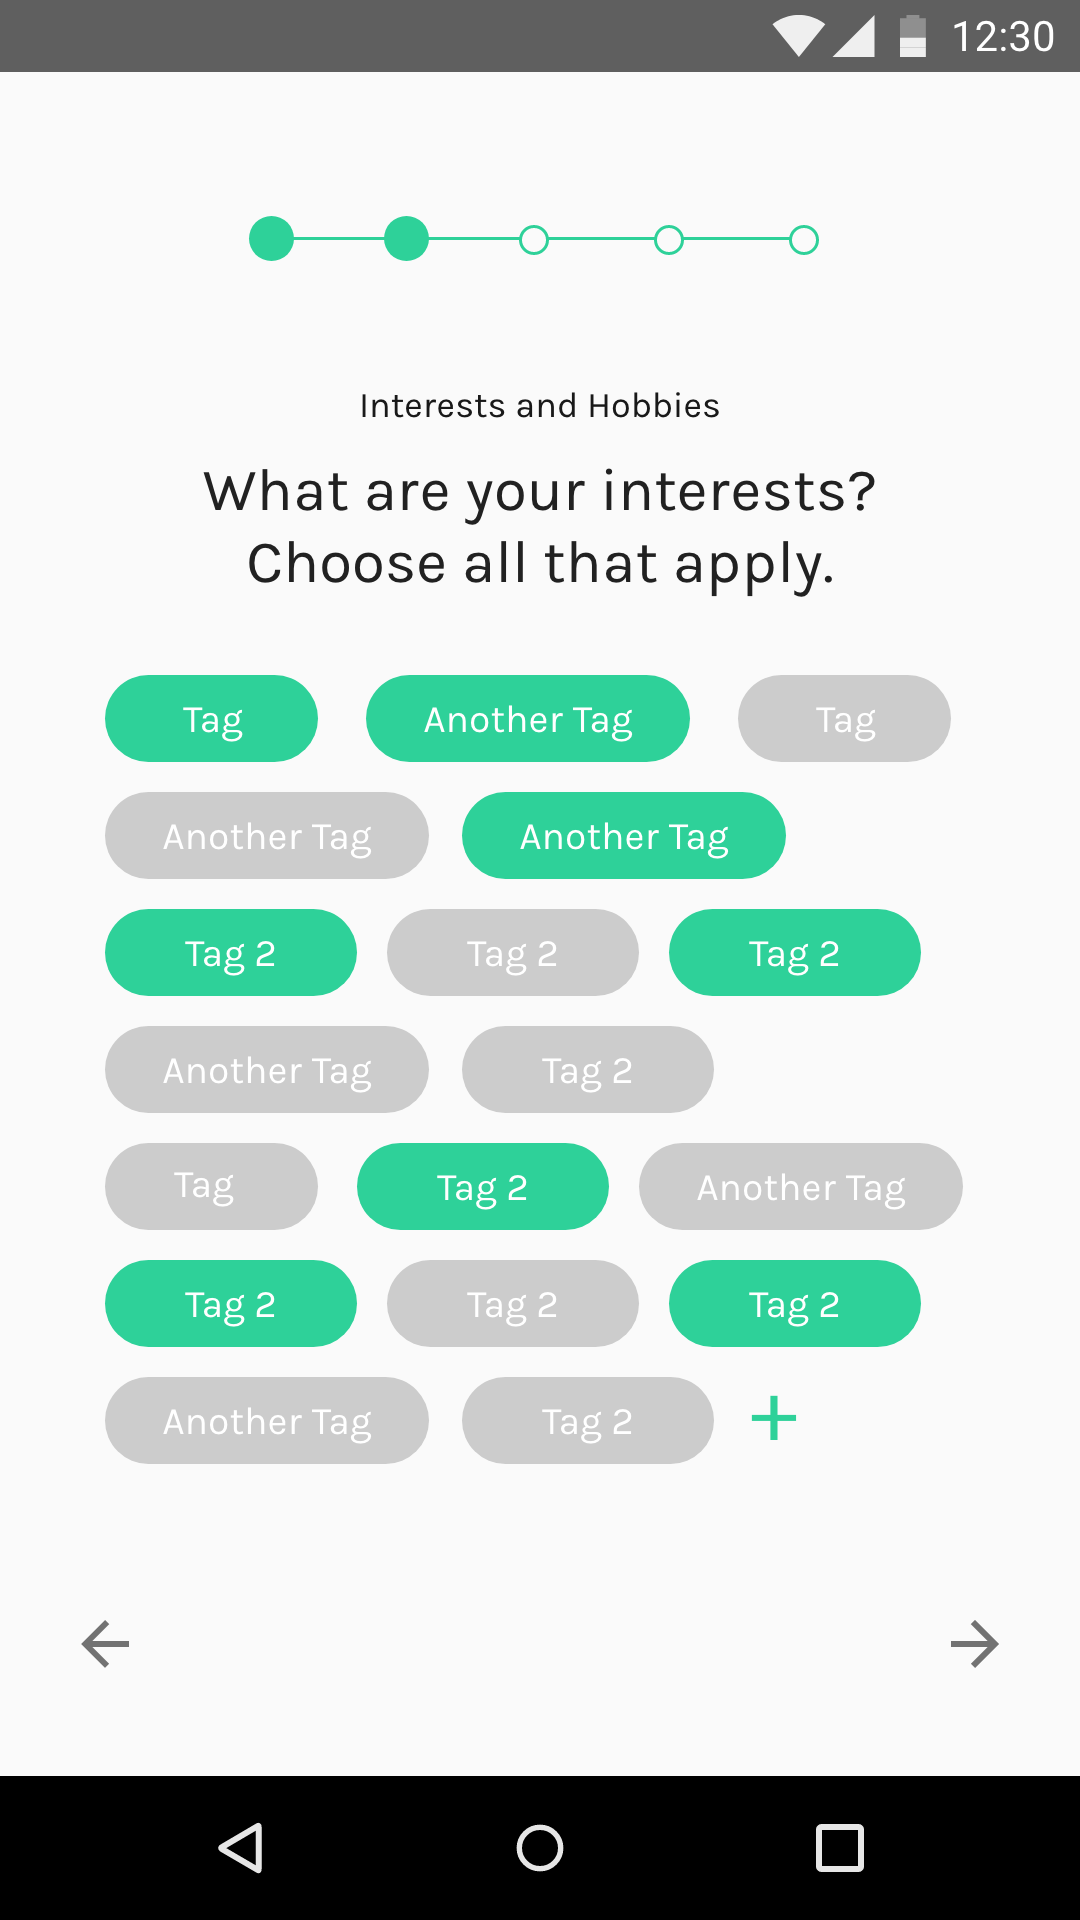 12:30
Interests and Hobbies
What are your interests?
Choose all that apply.
Tag Another Tag Tag
Another Tag Another Tag
Tag 2 Tag 2 Tag 2
Another Tag Tag 2
Tag Tag 2 Another Tag
Tag 2 Tag 2 Tag 2
Another Tag Tag 2 +